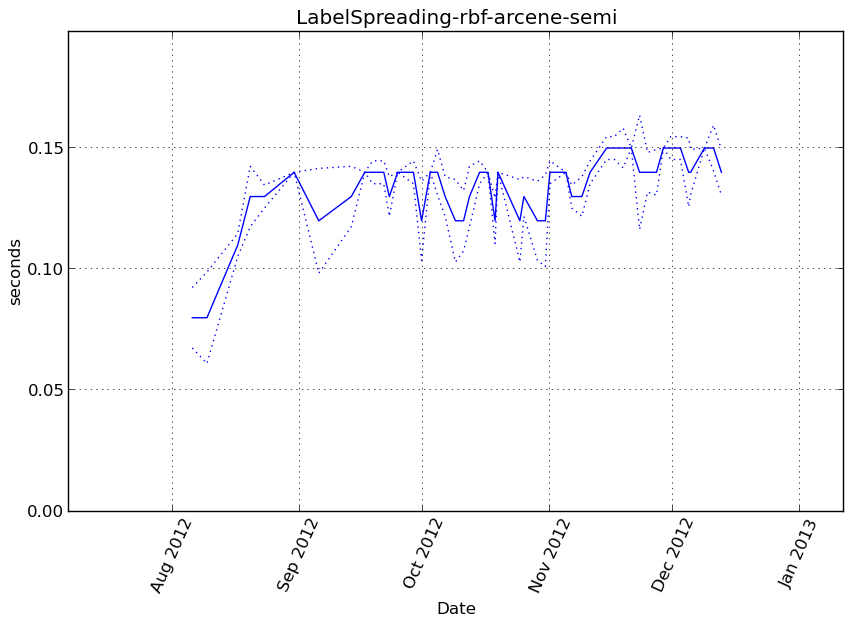 LabelSpreading-rbf-arcene-semi
seconds
0.15
0.10
0.05
0.00
Aug 2012
Sep 2012
Oct 2012
Nov 2012
Dec 2012
Jan 2013
Date